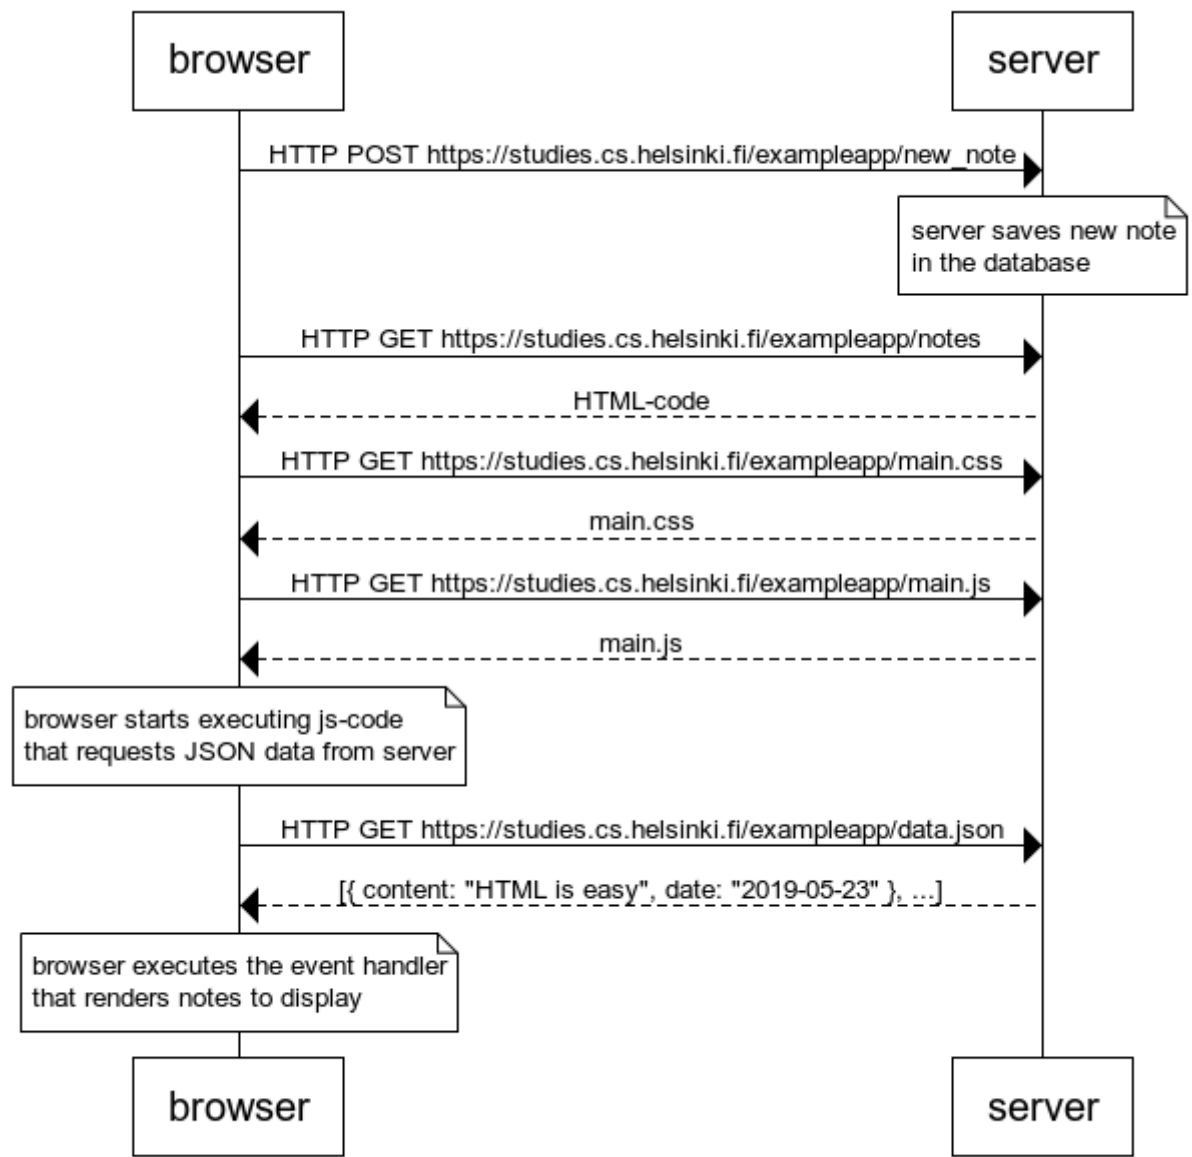 browser
server
HTTP POST https://studies.cs.helsinki.fi/exampleapp/new_note
server saves new note
in the database
HTTP GET https://studies.cs.helsinki.fi/exampleapp/notes
HTML-code
HTTP GET https://studies.cs.helsinki.fi/exampleapp/main.css
main.css
HTTP GET https://studies.cs.helsinki.fi/exampleapp/main.js
main.js
browser starts executing js-code
that requests JSON data from server
HTTP GET https://studies.cs.helsinki.fi/exampleapp/data.json
[{ content: "HTML is easy", date: "2019-05-23" }, ...]
browser executes the event handler
that renders notes to display
browser
server